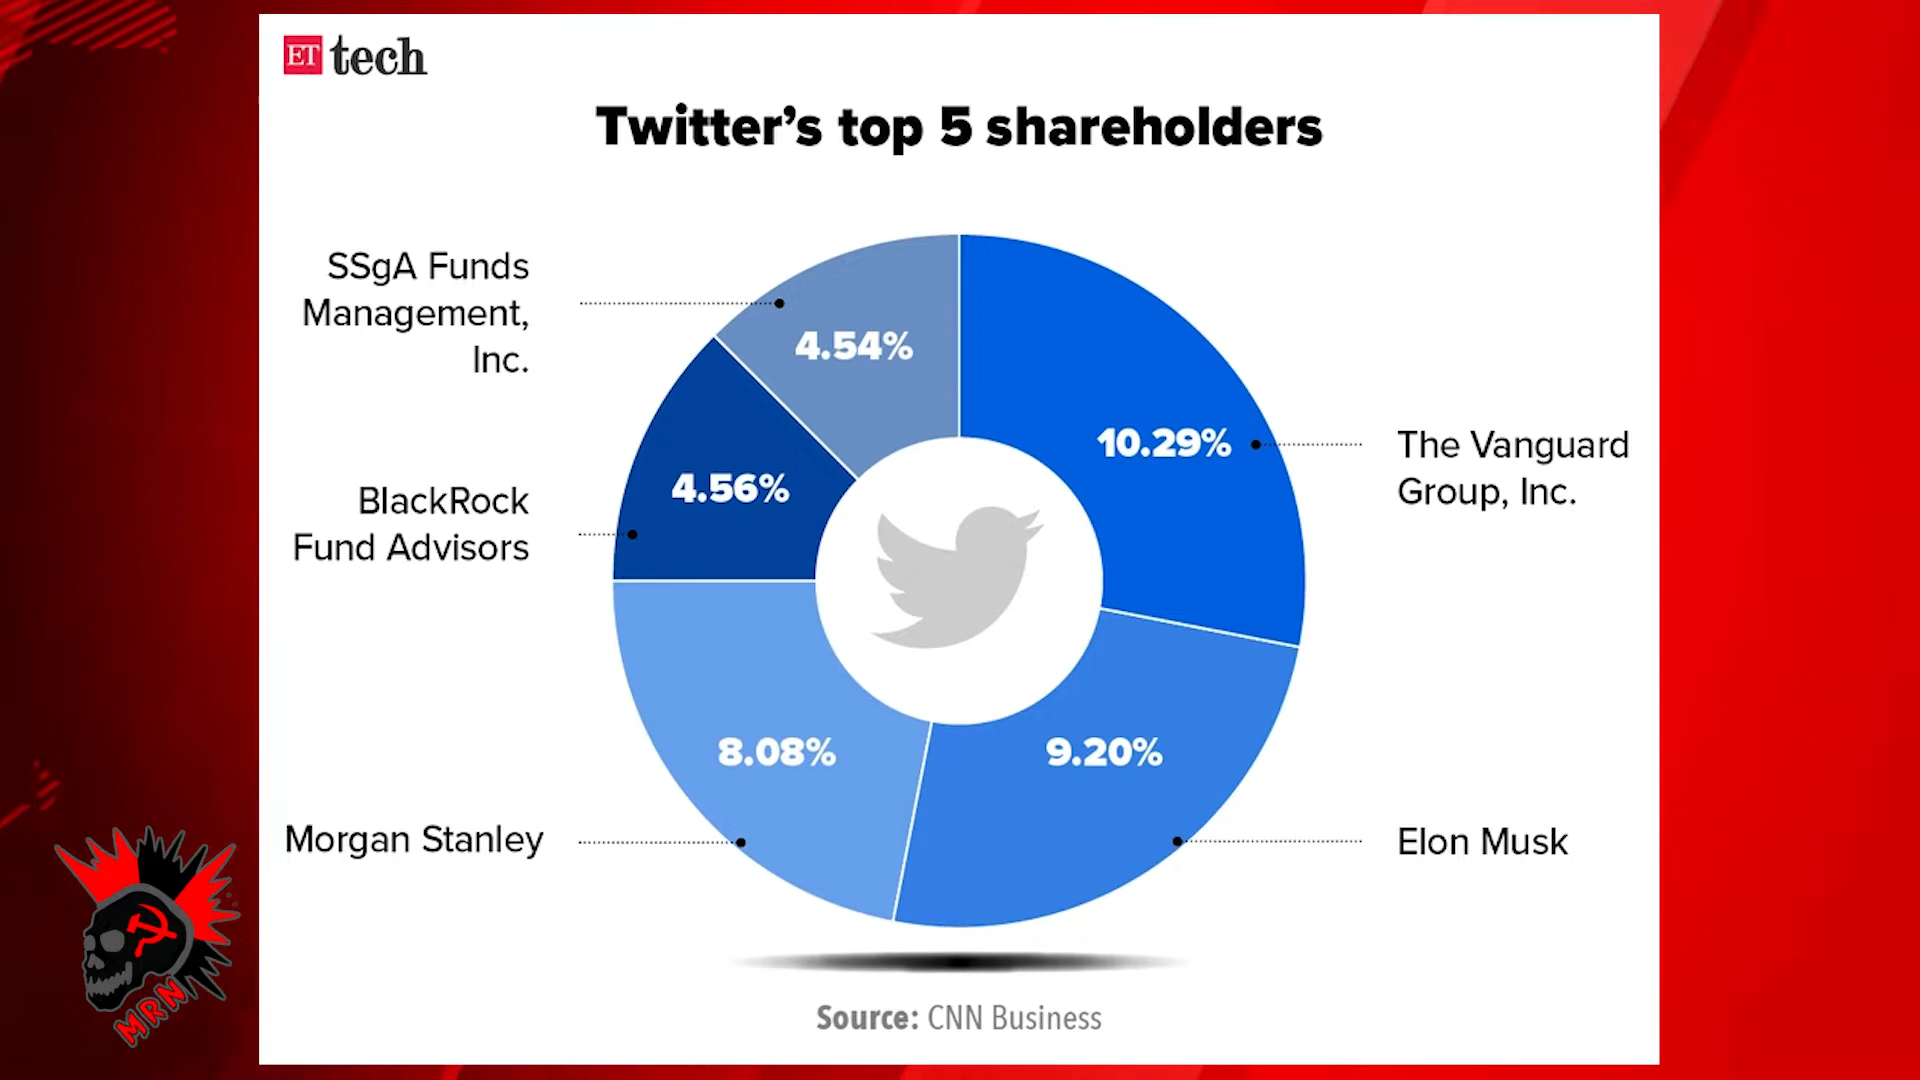 ET tech
Twitter's top 5 shareholders
SSgA Funds
Management,
Inc.
4.54%
10.29%
The Vanguard
Group, Inc.
BlackRock
Fund Advisors
4.56%
8.08%
9.20%
Morgan Stanley
Elon Musk
MRN
Source: CNN Business